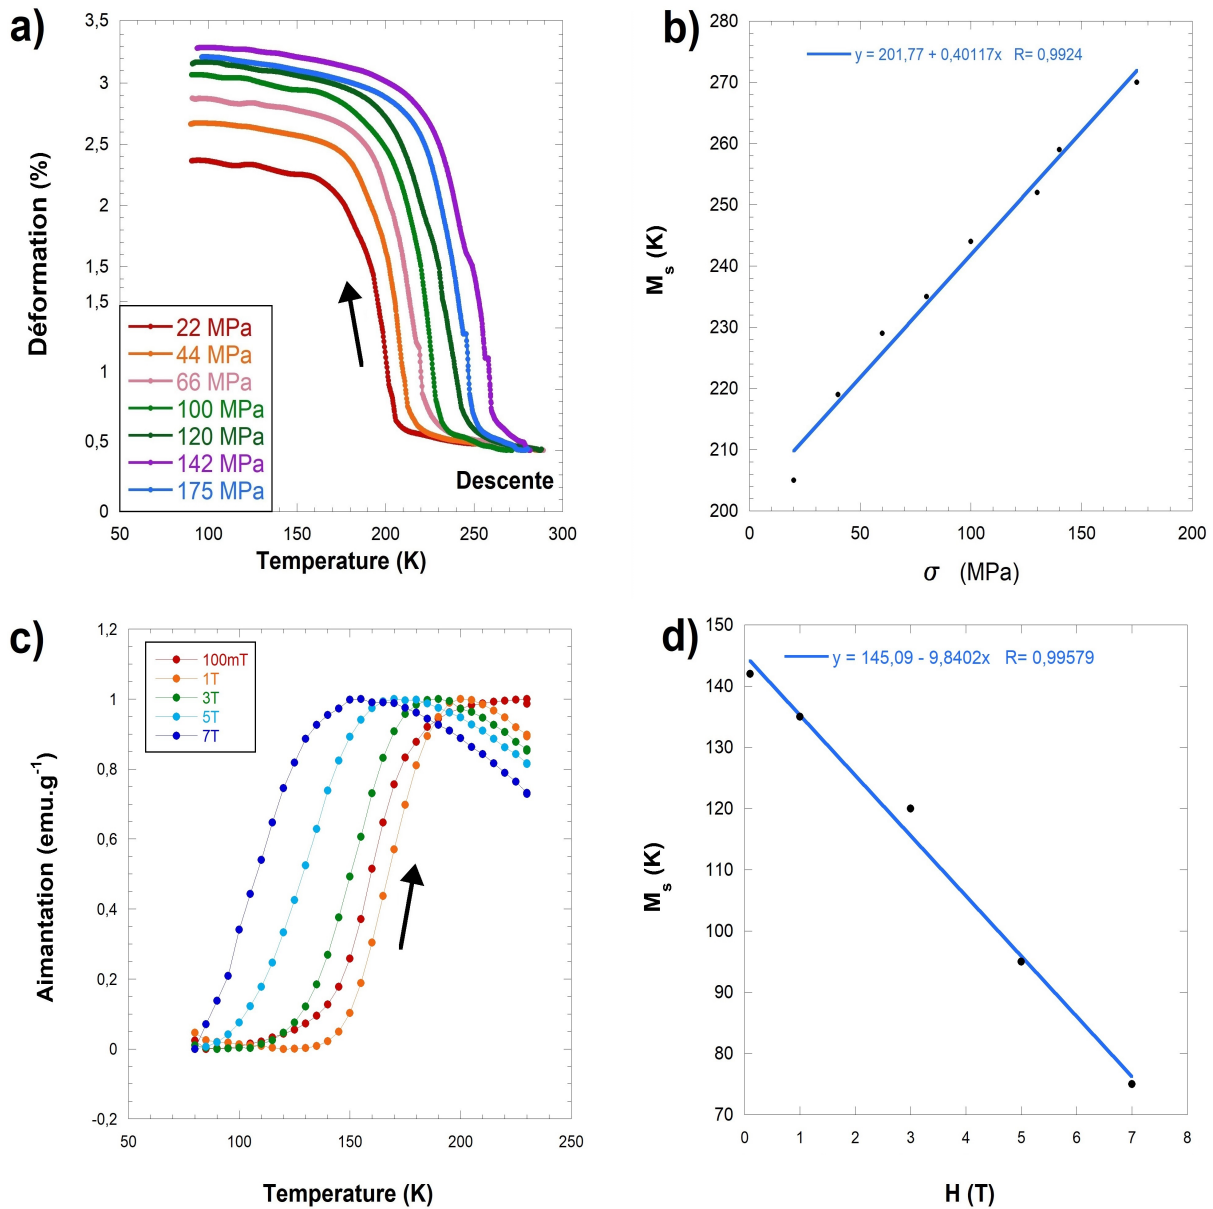 a)
3,5
3
2,5
2
1,5
1,5
1
0,5
0
Déformation (%)
22 MPa
44 MPa
66 MPa
100 MPa
120 MPa
142 MPa
175 MPa
Descente
50 100 150 200 250 300
Temperature (K)
b)
280
270
260
250
240
230
220
210
200
M_s (K)
y = 201,77 + 0,40117x R= 0,9924
0 50 100 150 200
σ (MPa)
c)
1,2
1
0,8
0,6
0,4
0,2
0
-0,2
Aimantation (emu.g⁻¹)
100mT
1T
3T
5T
7T
50 100 150 200 250
Temperature (K)
d)
150
140
130
120
110
100
90
80
70
M_s (K)
y = 145,09 - 9,8402x R= 0,99579
0 1 2 3 4 5 6 7 8
H (T)